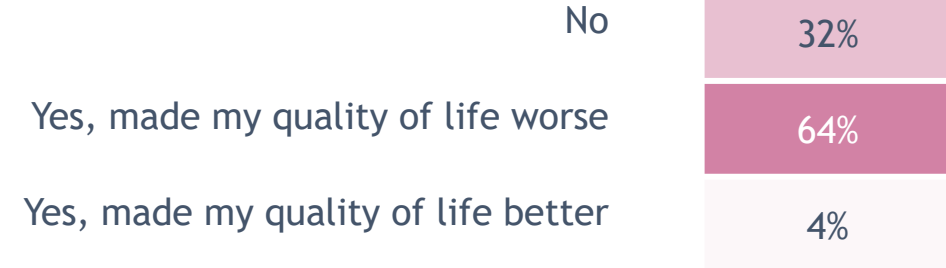 No 32%
Yes, made my quality of life worse 64%
Yes, made my quality of life better 4%